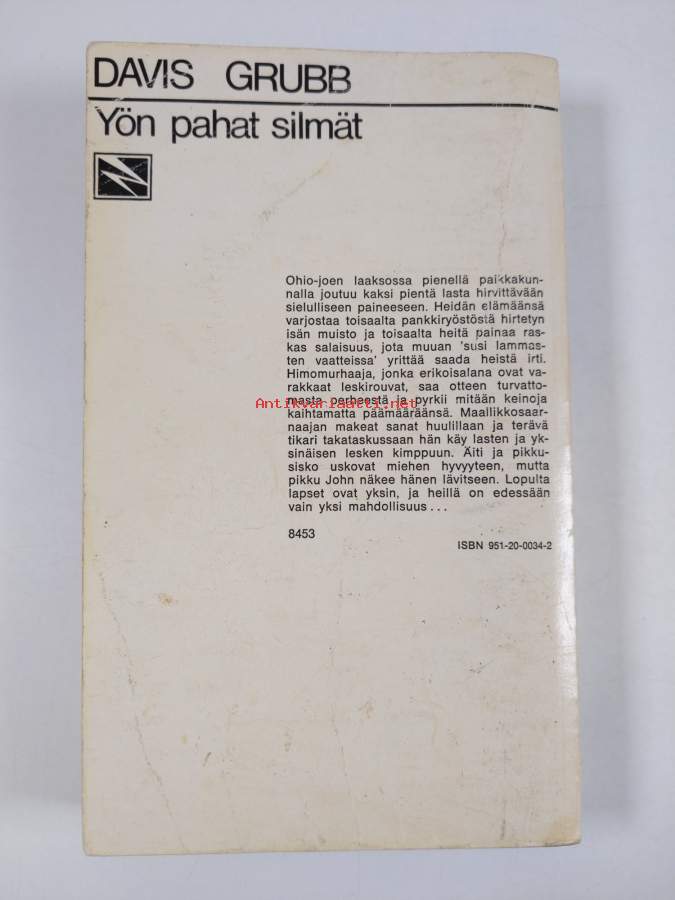 DAVIS GRUBB
Yön pahat silmät
Ohio-joen laaksossa pienellä paikkakun-
nalla joutuu kaksi pientä lasta hirvittävään
sielulliseen paineeseen. Heidän elämäänsä
varjostaa toisaalta pankkiryöstöstä hirtetyn
isän muisto ja toisaalta heitä painaa ras-
kas salaisuus, jota muuan 'susi lammas-
ten vaatteissa' yrittää saada heistä irti.
Himomurhaaja, jonka erikoisalana ovat va-
rakkaat leskirouvat, saa otteen turvatto-
masta perheestä ja pyrkii mitään keinoja
Antikvariaatti.net
kaihtamatta päämääräänsä. Maallikkosaar-
naajan makeat sanat huulillaan ja terävä
tikari takataskussaan hän käy lasten ja yk-
sinäisen lesken kimppuun. Äiti ja pikku-
sisko uskovat miehen hyvyyteen, mutta
pikku John näkee hänen lävitseen. Lopulta
lapset ovat yksin, ja heillä on edessään
vain yksi mahdollisuus...
8453
ISBN 951-20-0034-2